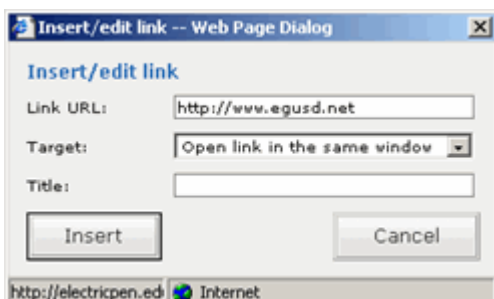 Insert/edit link -- Web Page Dialog
Insert/edit link
Link URL: http://www.egusd.net
Target: Open link in the same window
Title:
Insert Cancel
http://electricpen.ed Internet